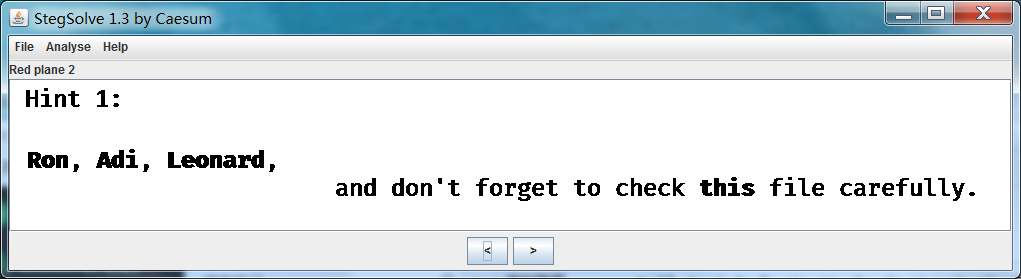 StegSolve 1.3 by Caesum
File Analyse Help
Red plane 2
Hint 1:
Ron, Adi, Leonard,
and don't forget to check this file carefully.
< >